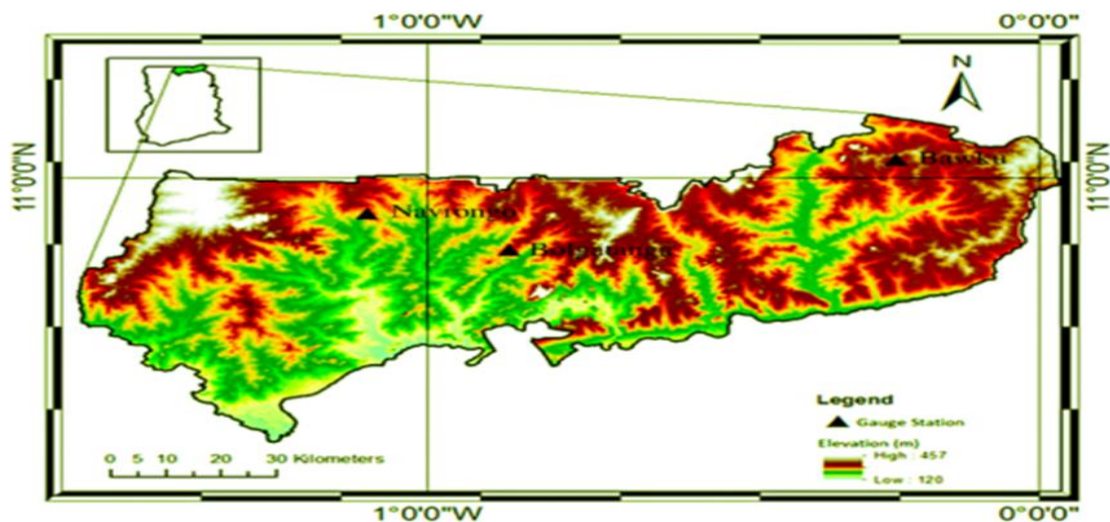 1°0'0"W 0°0'0"
N
11°0'0"N
11°0'0"N
Bawku
Navrongo
Bolgatanga
Legend
Gauge Station
Elevation (m)
High : 457
Low : 120
0 5 10 20 30 Kilometers
1°0'0"W 0°0'0"